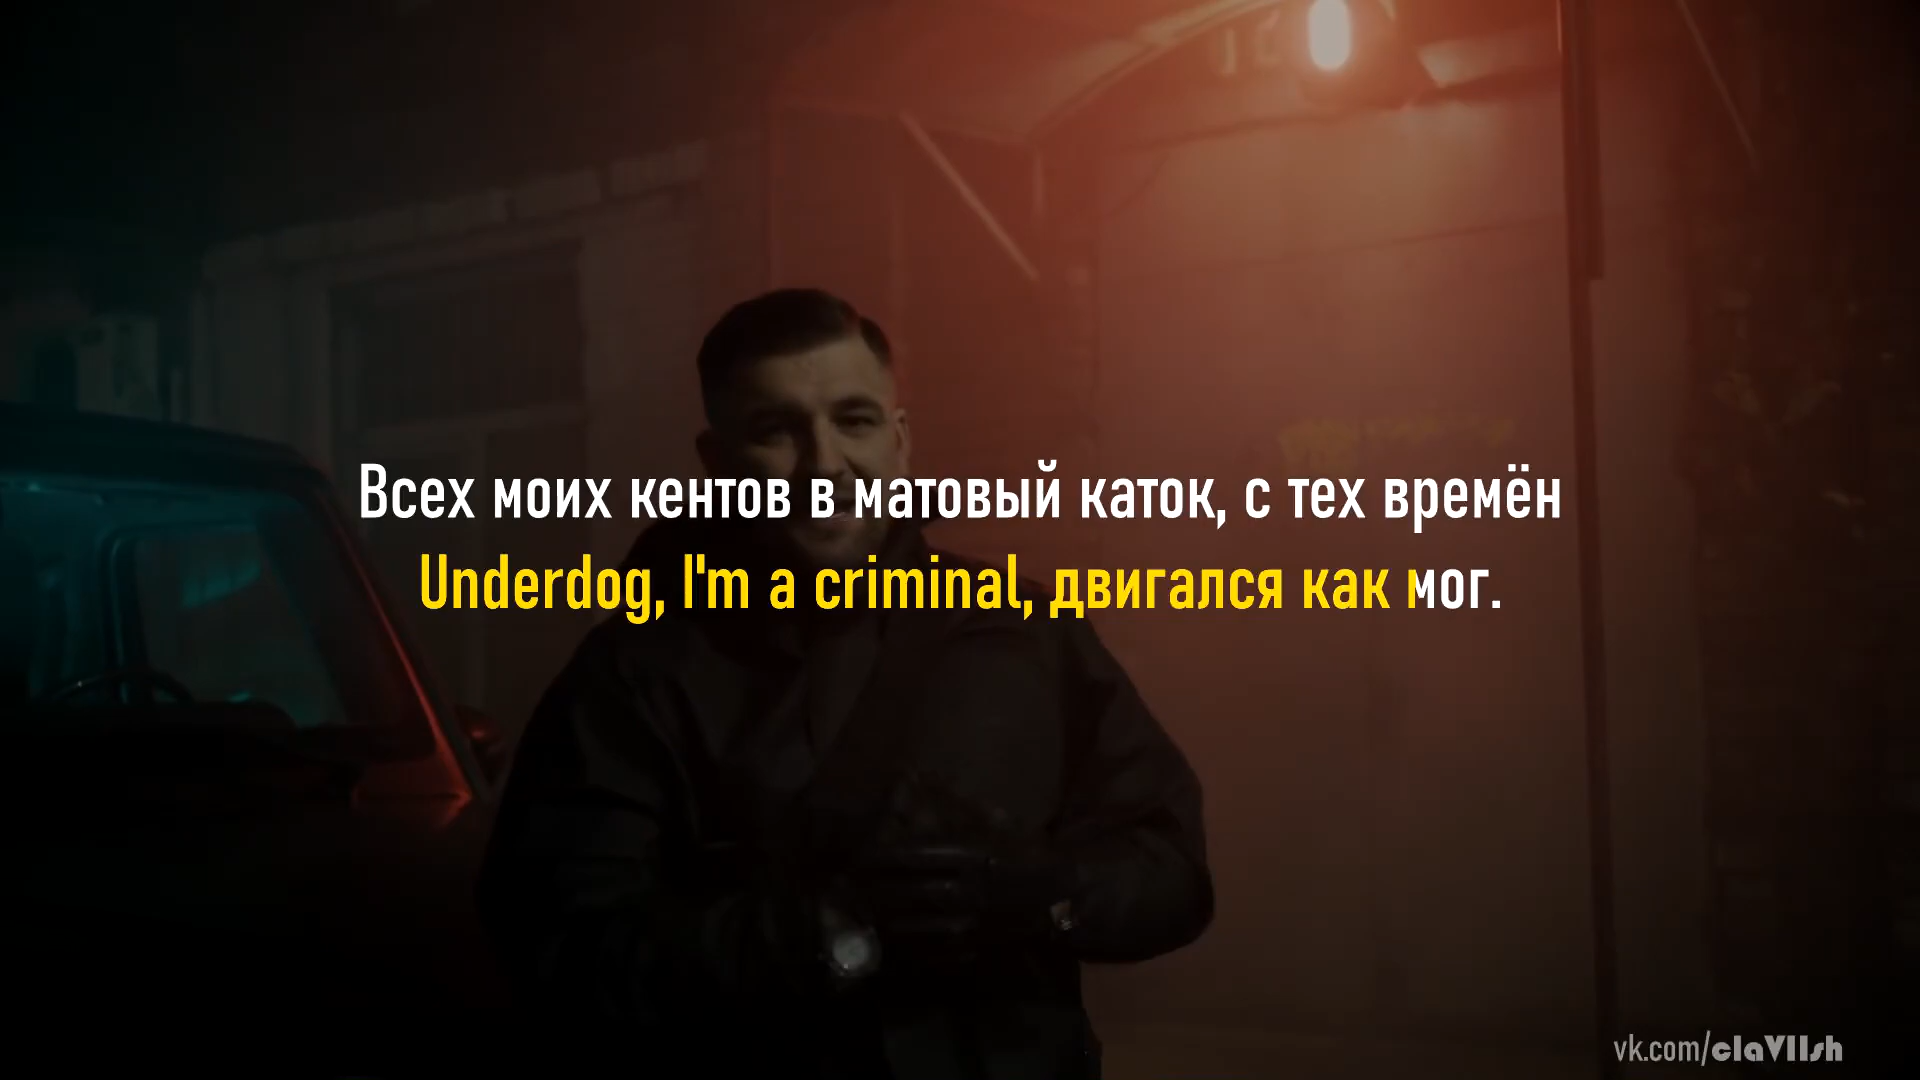 Всех моих кентов в матовый каток, с тех времён
Underdog, I'm a criminal, двигался как мог.
vk.com/claVIIsh